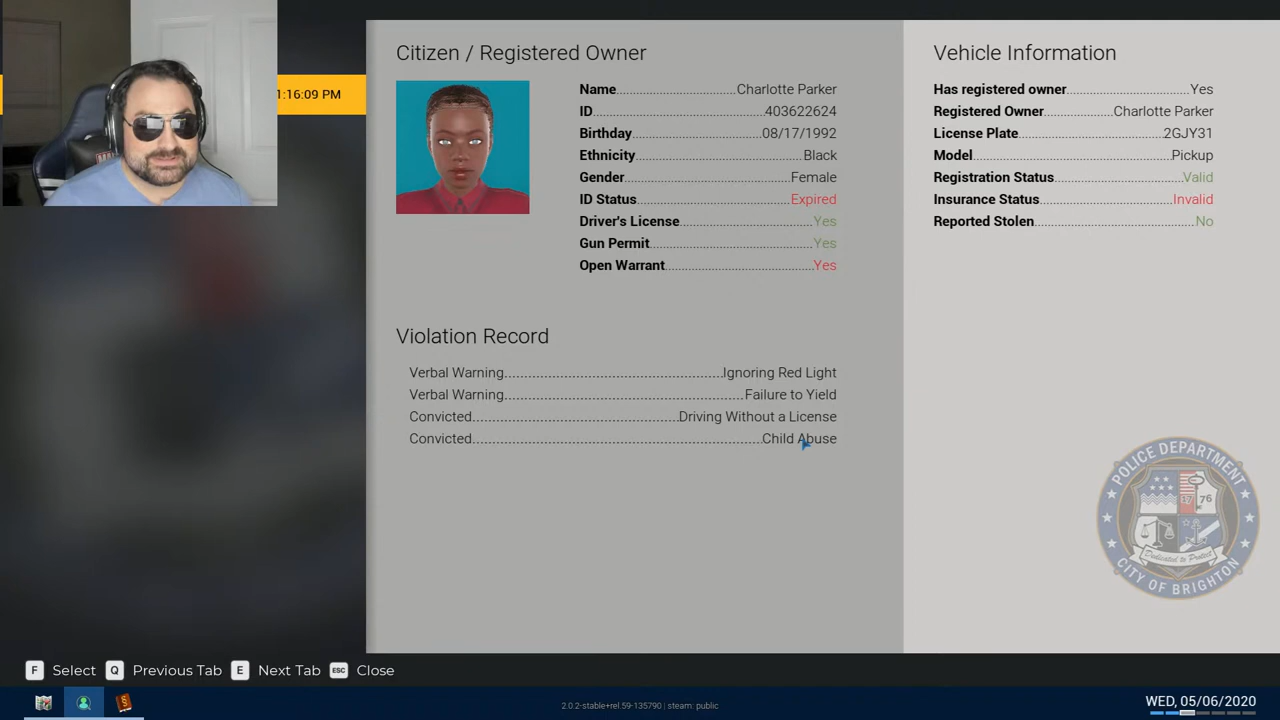 1:16:09 PM
Citizen / Registered Owner
Name Charlotte Parker
ID 403622624
Birthday 08/17/1992
Ethnicity Black
Gender Female
ID Status Expired
Driver's License Yes
Gun Permit Yes
Open Warrant Yes
Violation Record
Verbal Warning Ignoring Red Light
Verbal Warning Failure to Yield
Convicted Driving Without a License
Convicted Child Abuse
Vehicle Information
Has registered owner Yes
Registered Owner Charlotte Parker
License Plate 2GJY31
Model Pickup
Registration Status Valid
Insurance Status Invalid
Reported Stolen No
POLICE DEPARTMENT
17 76
Dedicated to Protect
CITY OF BRIGHTON
F Select Q Previous Tab E Next Tab ESC Close
2.0.2-stable+rel.59-135790 | steam: public
WED, 05/06/2020